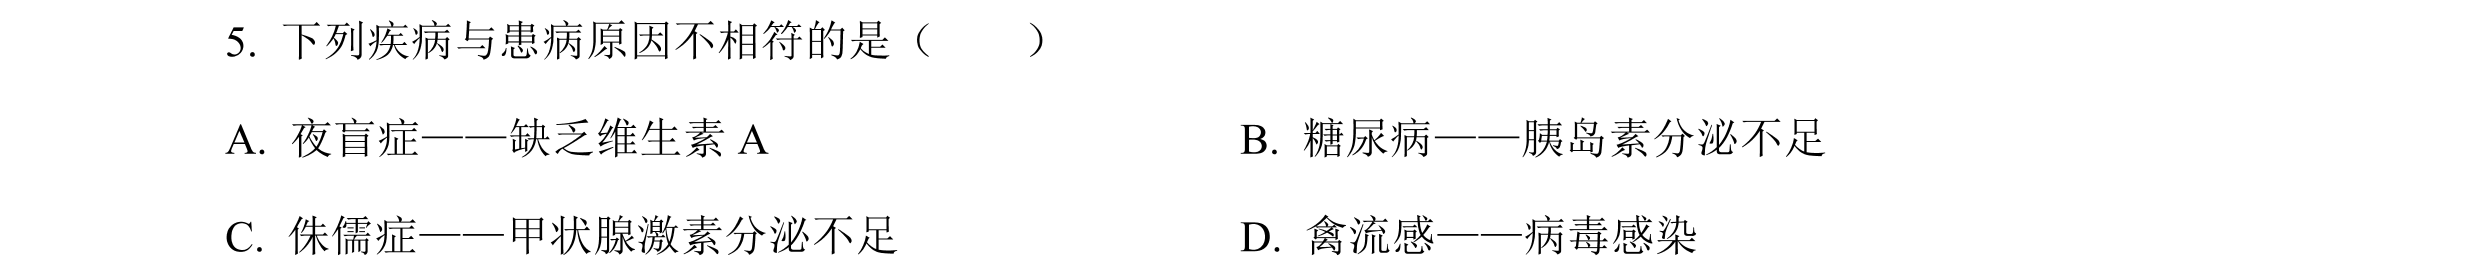 5. 下列疾病与患病原因不相符的是（　　）
A. 夜盲症——缺乏维生素 A　　B. 糖尿病——胰岛素分泌不足
C. 侏儒症——甲状腺激素分泌不足　　D. 禽流感——病毒感染